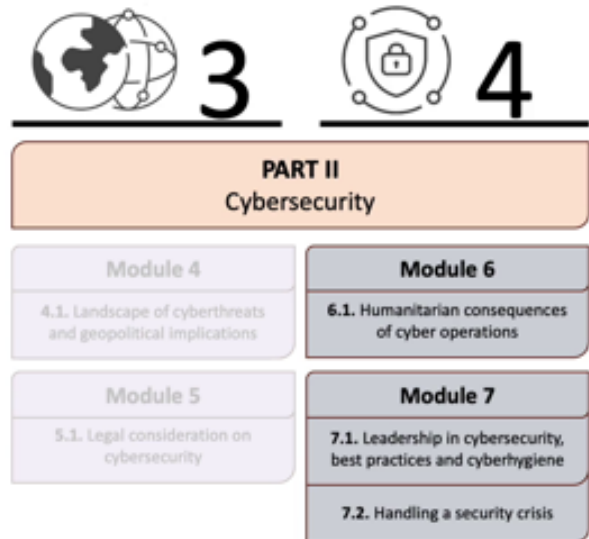 3
4
PART II
Cybersecurity
Module 4
4.1. Landscape of cyberthreats
and geopolitical implications
Module 5
5.1. Legal consideration on
cybersecurity
Module 6
6.1. Humanitarian consequences
of cyber operations
Module 7
7.1. Leadership in cybersecurity,
best practices and cyberhygiene
7.2. Handling a security crisis